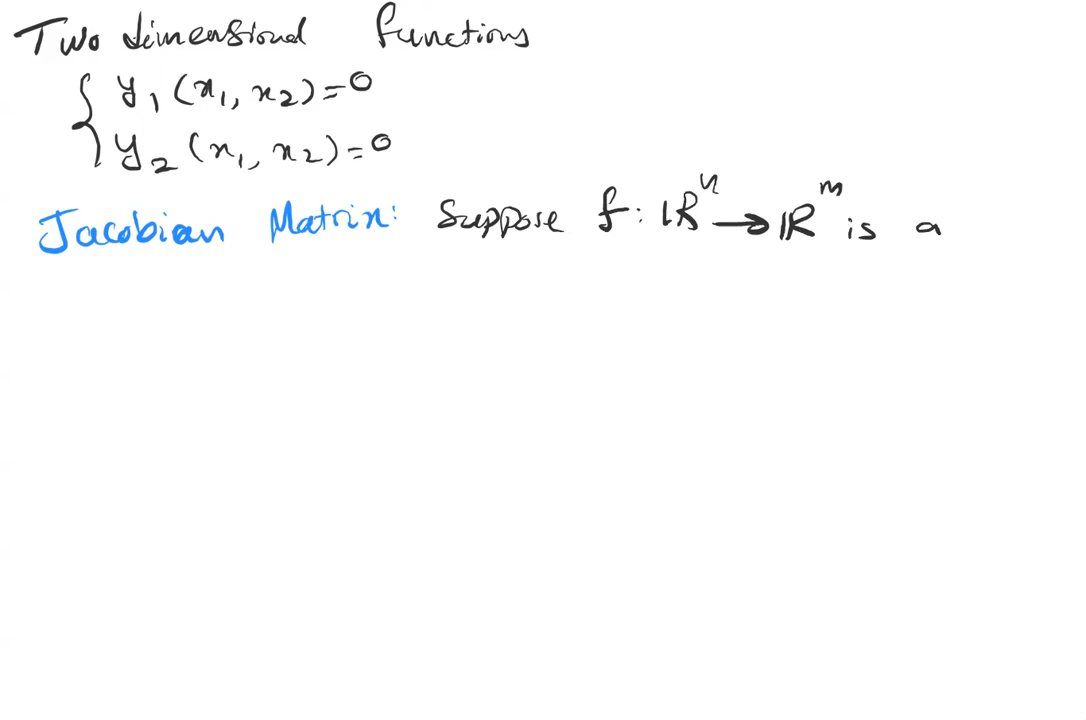 Two dimensional functions
{ y₁ (x₁, x₂) = 0
y₂ (x₁, x₂) = 0
Jacobian Matrix: Suppose f: ℝⁿ → ℝᵐ is a